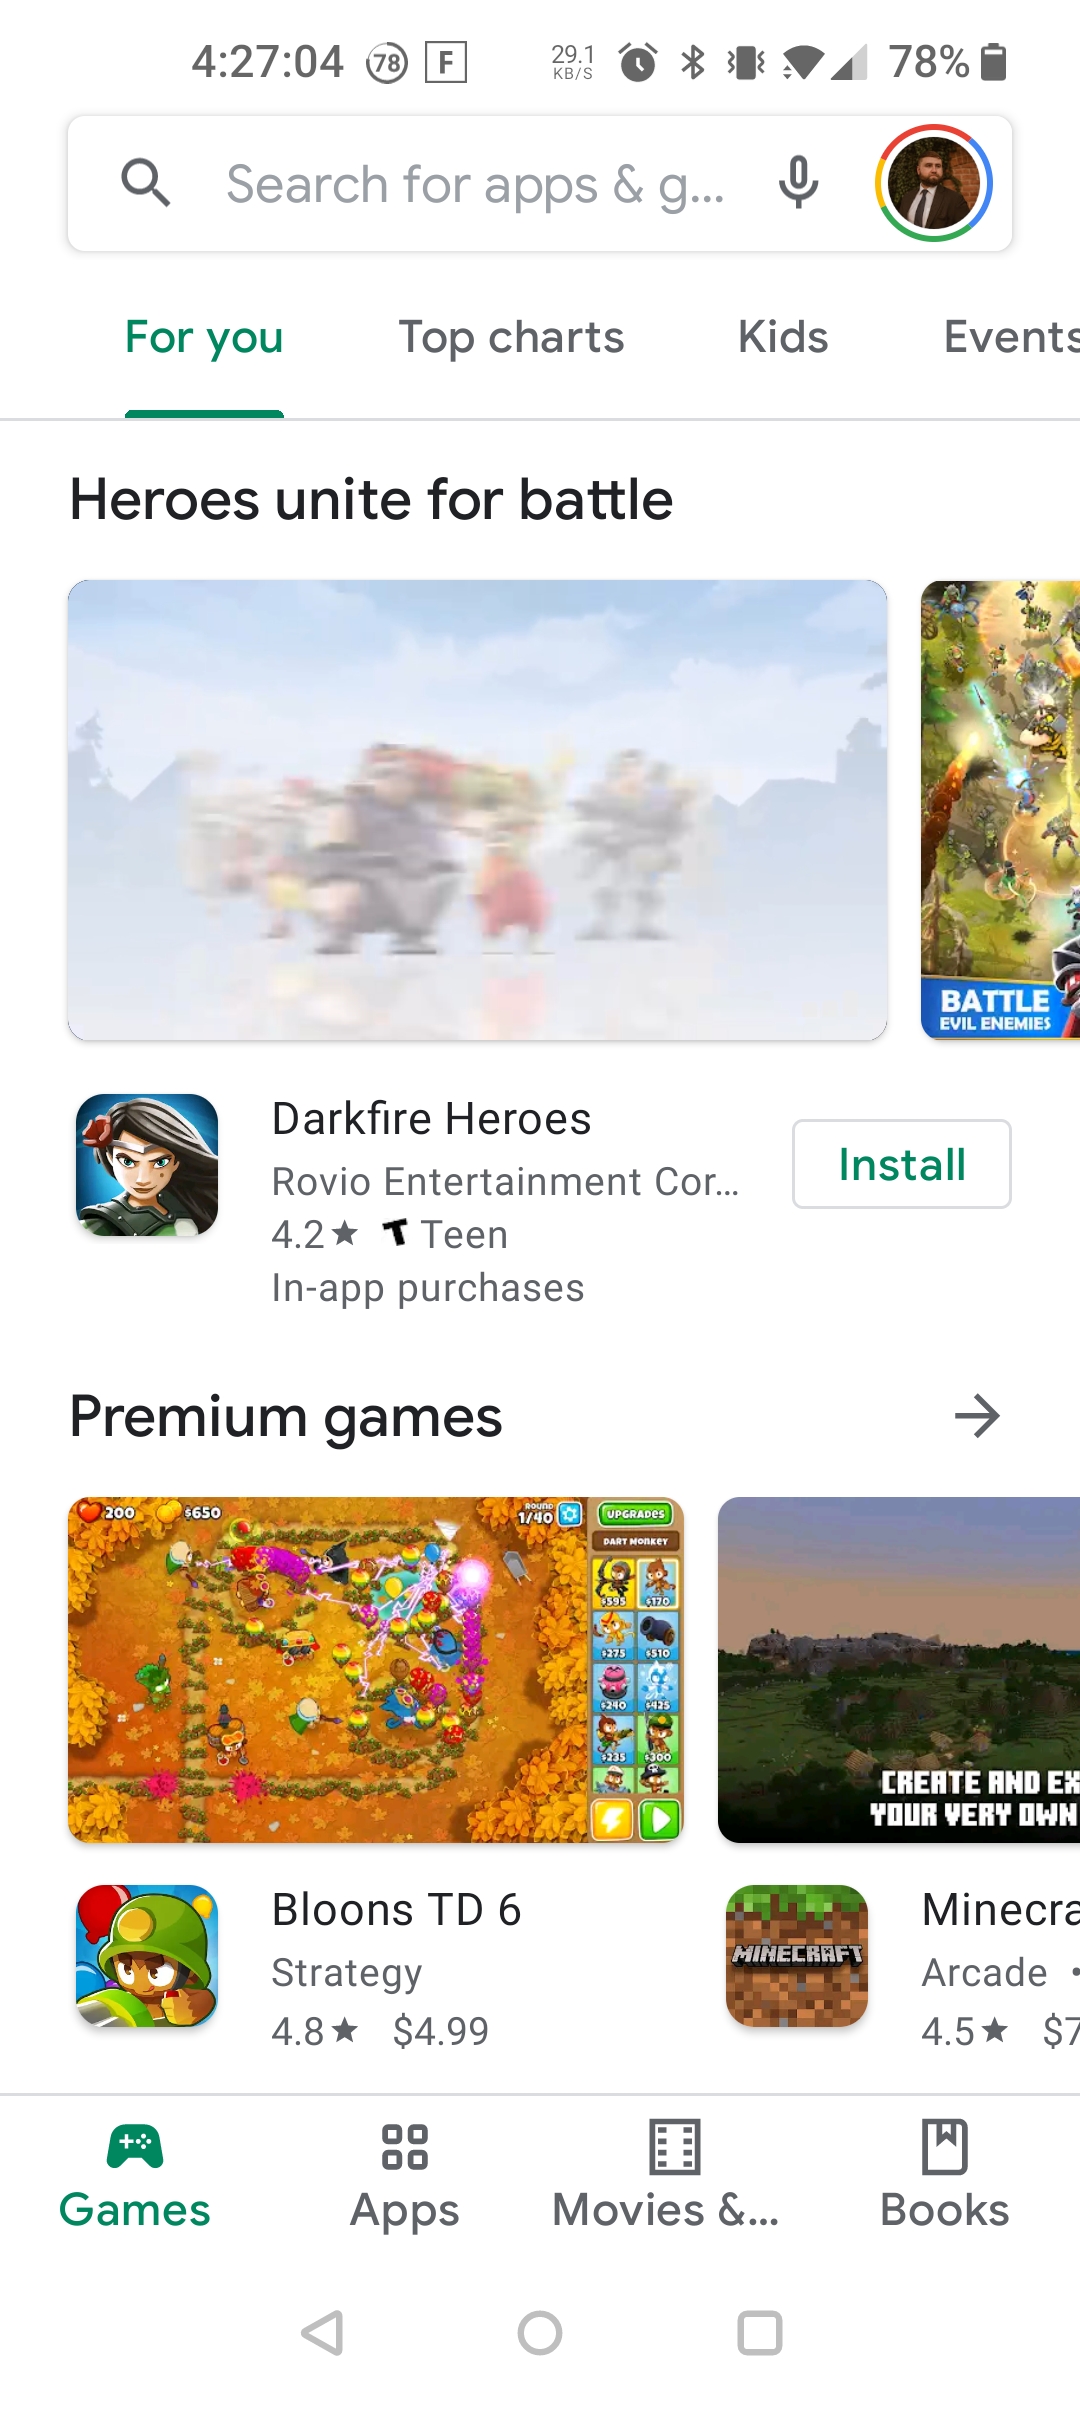 4:27:04 78 F 29.1 KB/S 78%
Search for apps & g...
For you Top charts Kids Events
Heroes unite for battle
BATTLE
EVIL ENEMIES
Darkfire Heroes
Rovio Entertainment Cor...
4.2★ T Teen
In-app purchases
Install
Premium games
200 $650 ROUND 1/40 UPGRADES
DART MONKEY
$595 $170
$275 $510
$240 $425
$235 $300
CREATE AND EX
YOUR VERY OWN
Bloons TD 6
Strategy
4.8★ $4.99
MINECRAFT
Minecra
Arcade •
4.5★ $7
Games Apps Movies &... Books